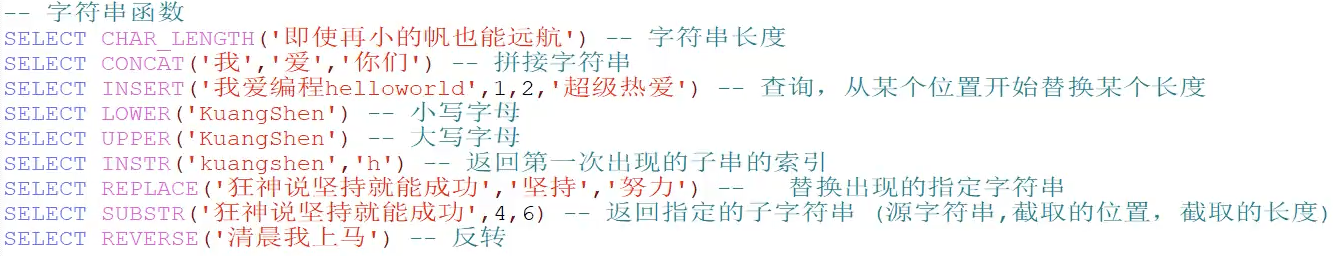 -- 字符串函数
SELECT CHAR_LENGTH('即使再小的帆也能远航') -- 字符串长度
SELECT CONCAT('我','爱','你们') -- 拼接字符串
SELECT INSERT('我爱编程helloworld',1,2,'超级热爱') -- 查询，从某个位置开始替换某个长度
SELECT LOWER('KuangShen') -- 小写字母
SELECT UPPER('KuangShen') -- 大写字母
SELECT INSTR('kuangshen','h') -- 返回第一次出现的子串的索引
SELECT REPLACE('狂神说坚持就能成功','坚持','努力') --   替换出现的指定字符串
SELECT SUBSTR('狂神说坚持就能成功',4,6) -- 返回指定的子字符串 (源字符串,截取的位置，截取的长度)
SELECT REVERSE('清晨我上马') -- 反转